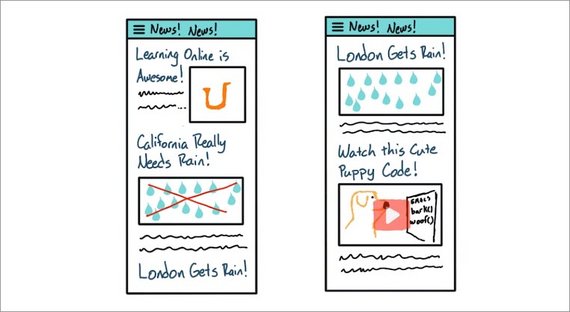 News! News!
Learning Online is
Awesome!
California Really
Needs Rain!
London Gets Rain!
News! News!
London Gets Rain!
Watch this Cute
Puppy Code!
bark()
woof()